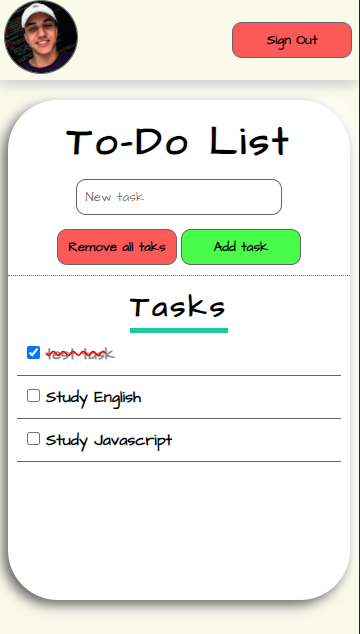 Sign Out
To-Do List
New task
Remove all taks Add task
Tasks
test task
Study English
Study Javascript